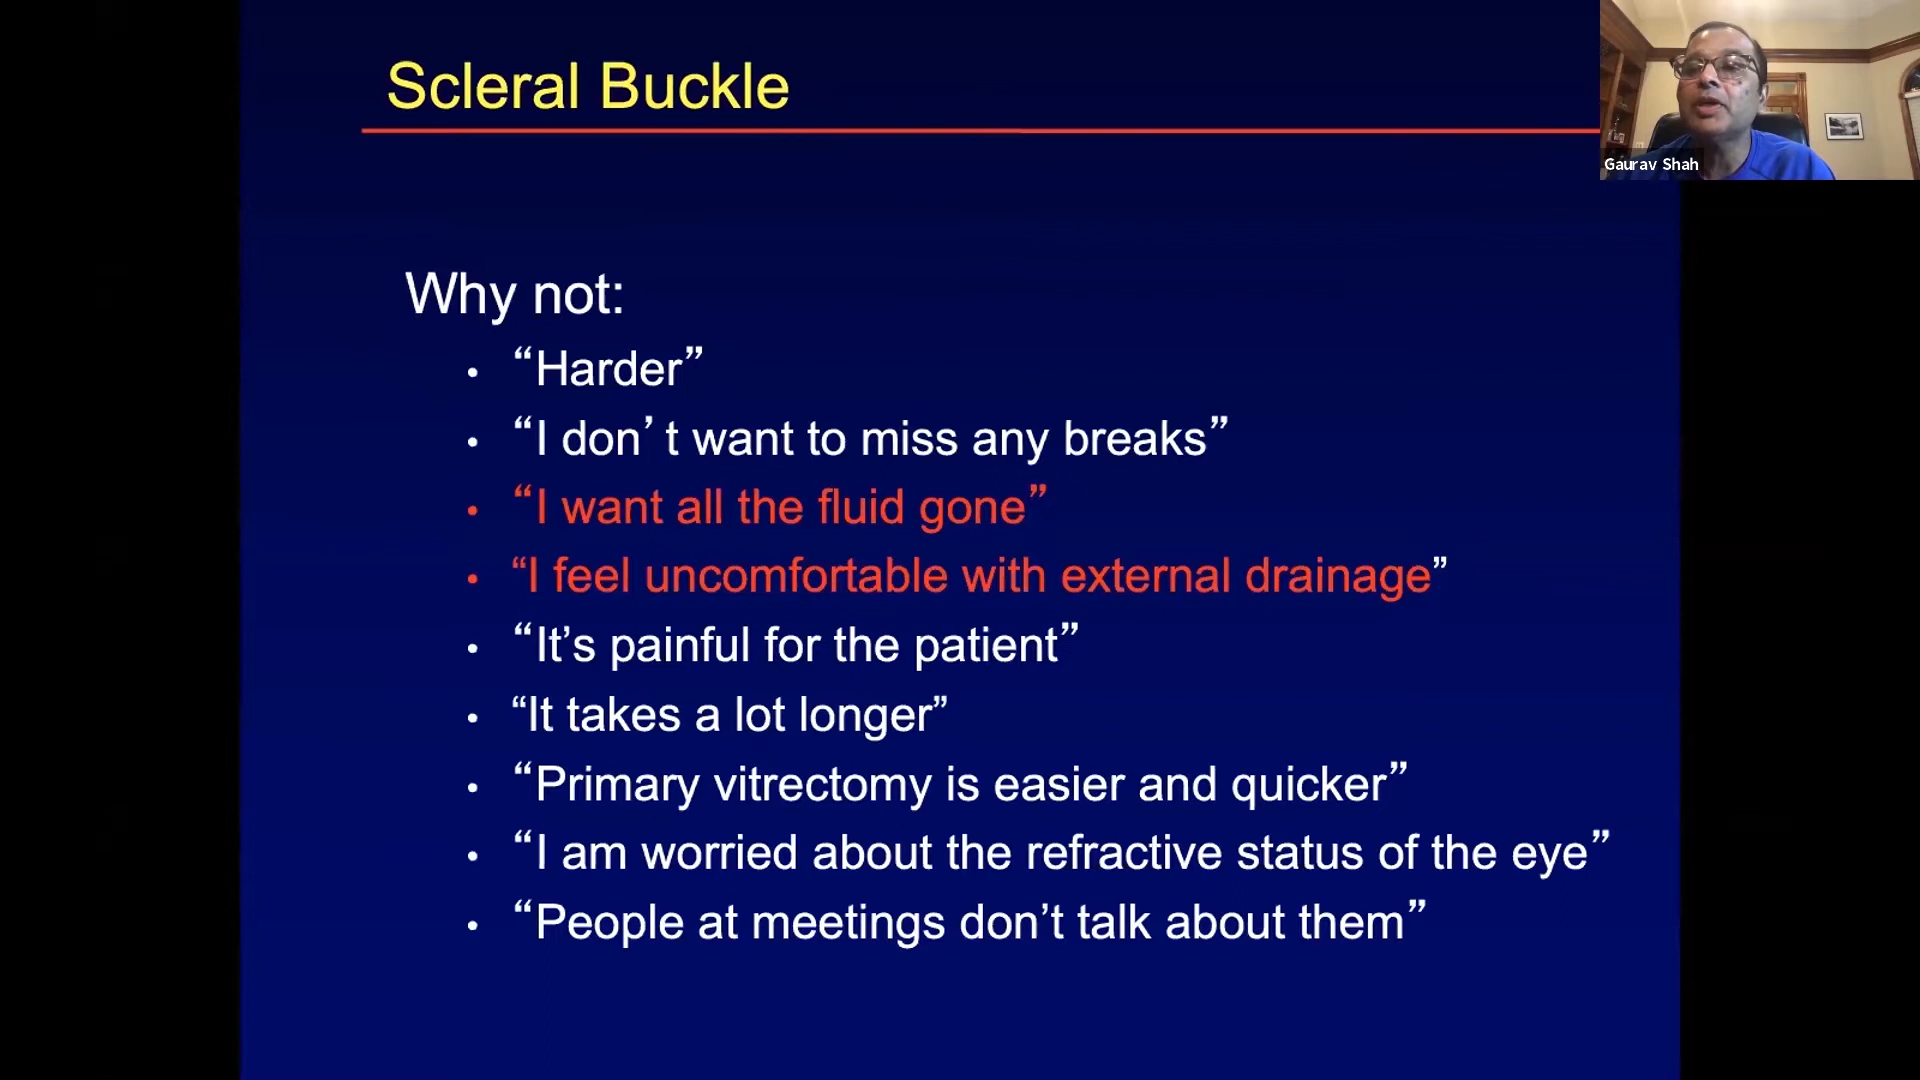 Scleral Buckle
Gaurav Shah
Why not:
• “Harder”
• “I don’ t want to miss any breaks”
• “I want all the fluid gone”
• “I feel uncomfortable with external drainage”
• “It’s painful for the patient”
• “It takes a lot longer”
• “Primary vitrectomy is easier and quicker”
• “I am worried about the refractive status of the eye”
• “People at meetings don’t talk about them”